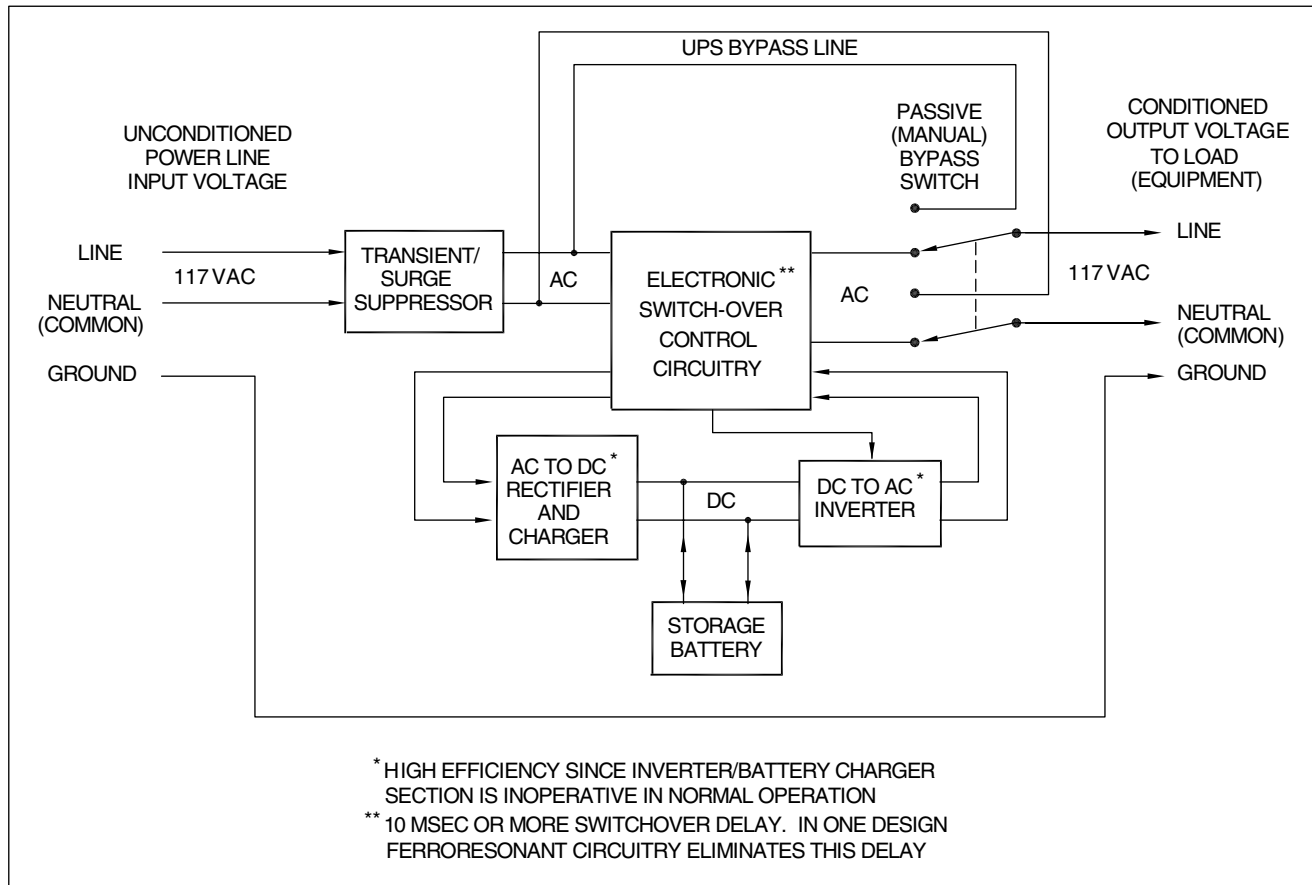 UPS BYPASS LINE
UNCONDITIONED
POWER LINE
INPUT VOLTAGE
PASSIVE
(MANUAL)
BYPASS
SWITCH
CONDITIONED
OUTPUT VOLTAGE
TO LOAD
(EQUIPMENT)
LINE
117 VAC
NEUTRAL
(COMMON)
GROUND
TRANSIENT/
SURGE
SUPPRESSOR
AC
ELECTRONIC **
SWITCH-OVER
CONTROL
CIRCUITRY
AC
LINE
117 VAC
NEUTRAL
(COMMON)
GROUND
AC TO DC *
RECTIFIER
AND
CHARGER
DC
DC TO AC *
INVERTER
STORAGE
BATTERY
* HIGH EFFICIENCY SINCE INVERTER/BATTERY CHARGER
SECTION IS INOPERATIVE IN NORMAL OPERATION
** 10 MSEC OR MORE SWITCHOVER DELAY. IN ONE DESIGN
FERRORESONANT CIRCUITRY ELIMINATES THIS DELAY